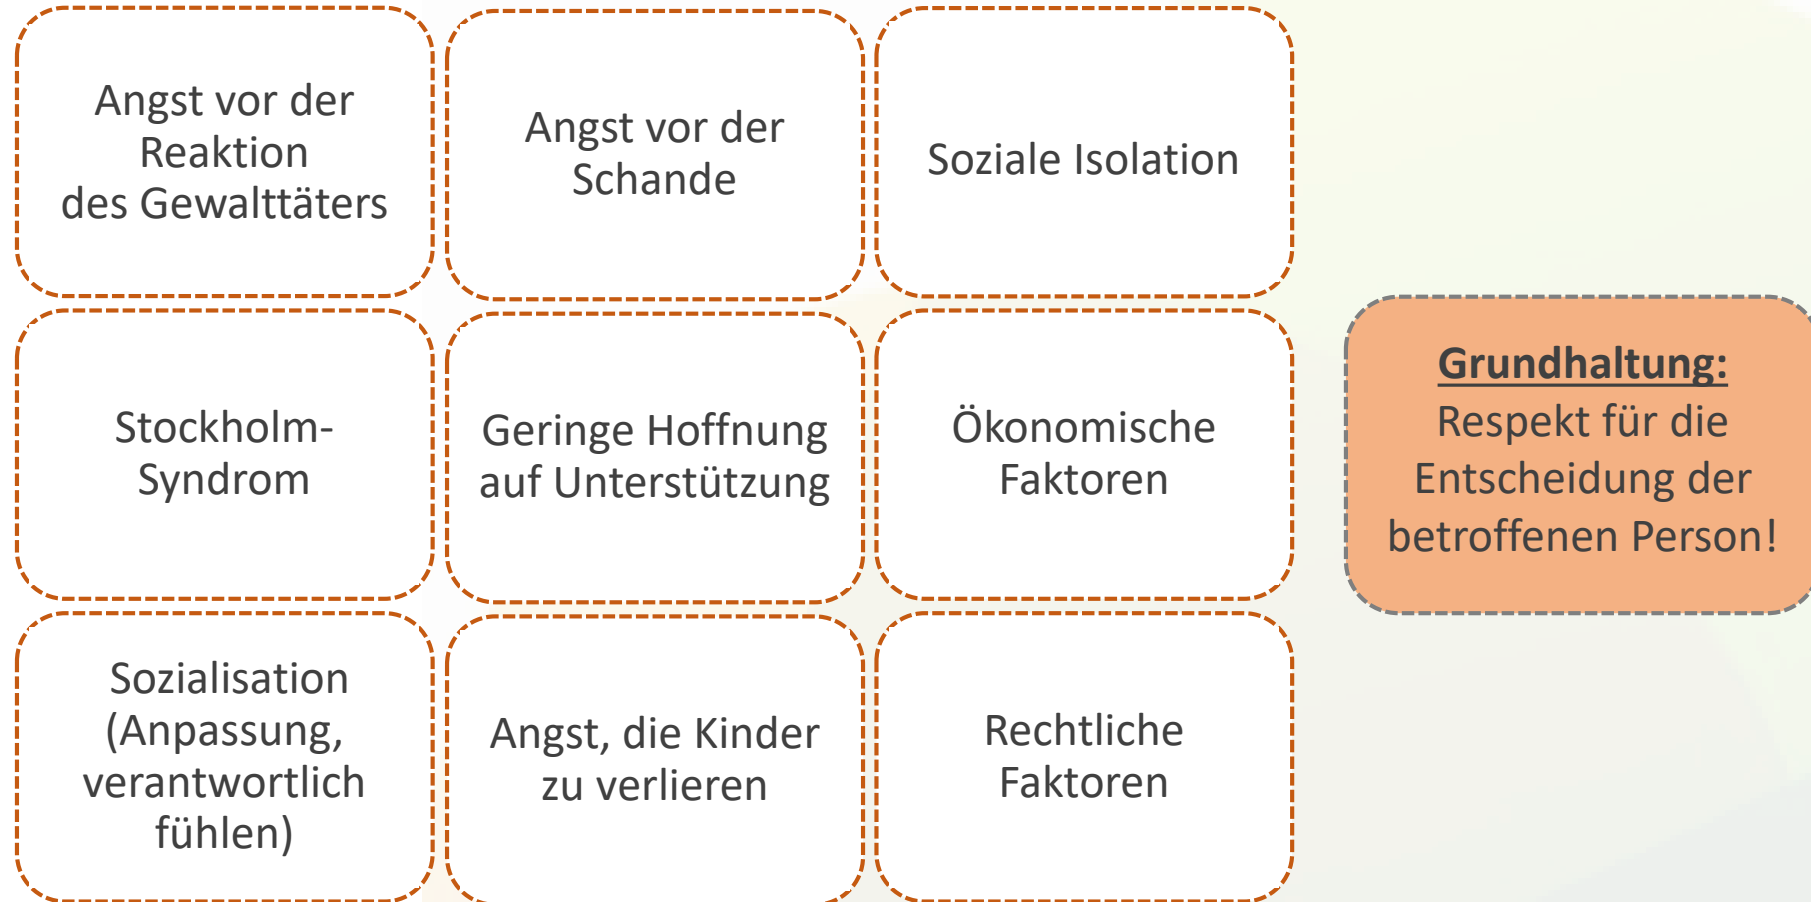 Angst vor der
Reaktion
des Gewalttäters
Angst vor der
Schande
Soziale Isolation
Stockholm-
Syndrom
Geringe Hoffnung
auf Unterstützung
Ökonomische
Faktoren
Grundhaltung:
Respekt für die
Entscheidung der
betroffenen Person!
Sozialisation
(Anpassung,
verantwortlich
fühlen)
Angst, die Kinder
zu verlieren
Rechtliche
Faktoren